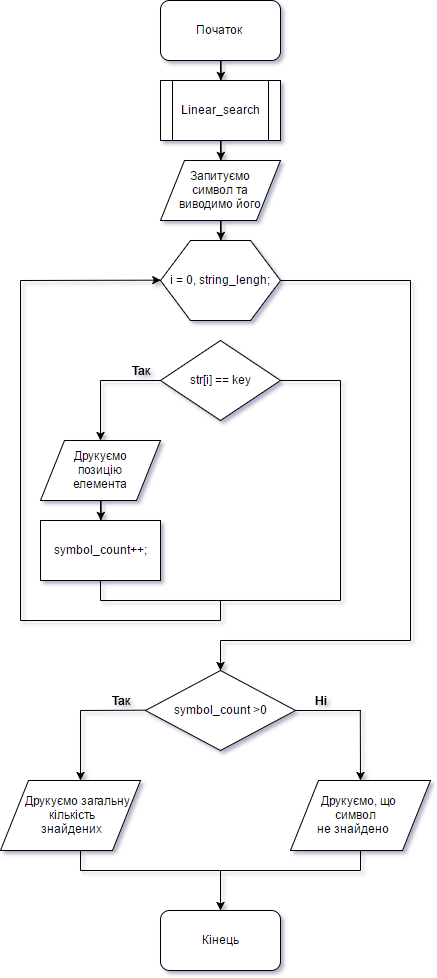 Початок
Linear_search
Запитуємо
символ та
виводимо його
i = 0, string_lengh;
Так
str[i] == key
Друкуємо
позицію
елемента
symbol_count++;
Так
symbol_count >0
Ні
Друкуємо загальну
кількість
знайдених
Друкуємо, що
символ
не знайдено
Кінець